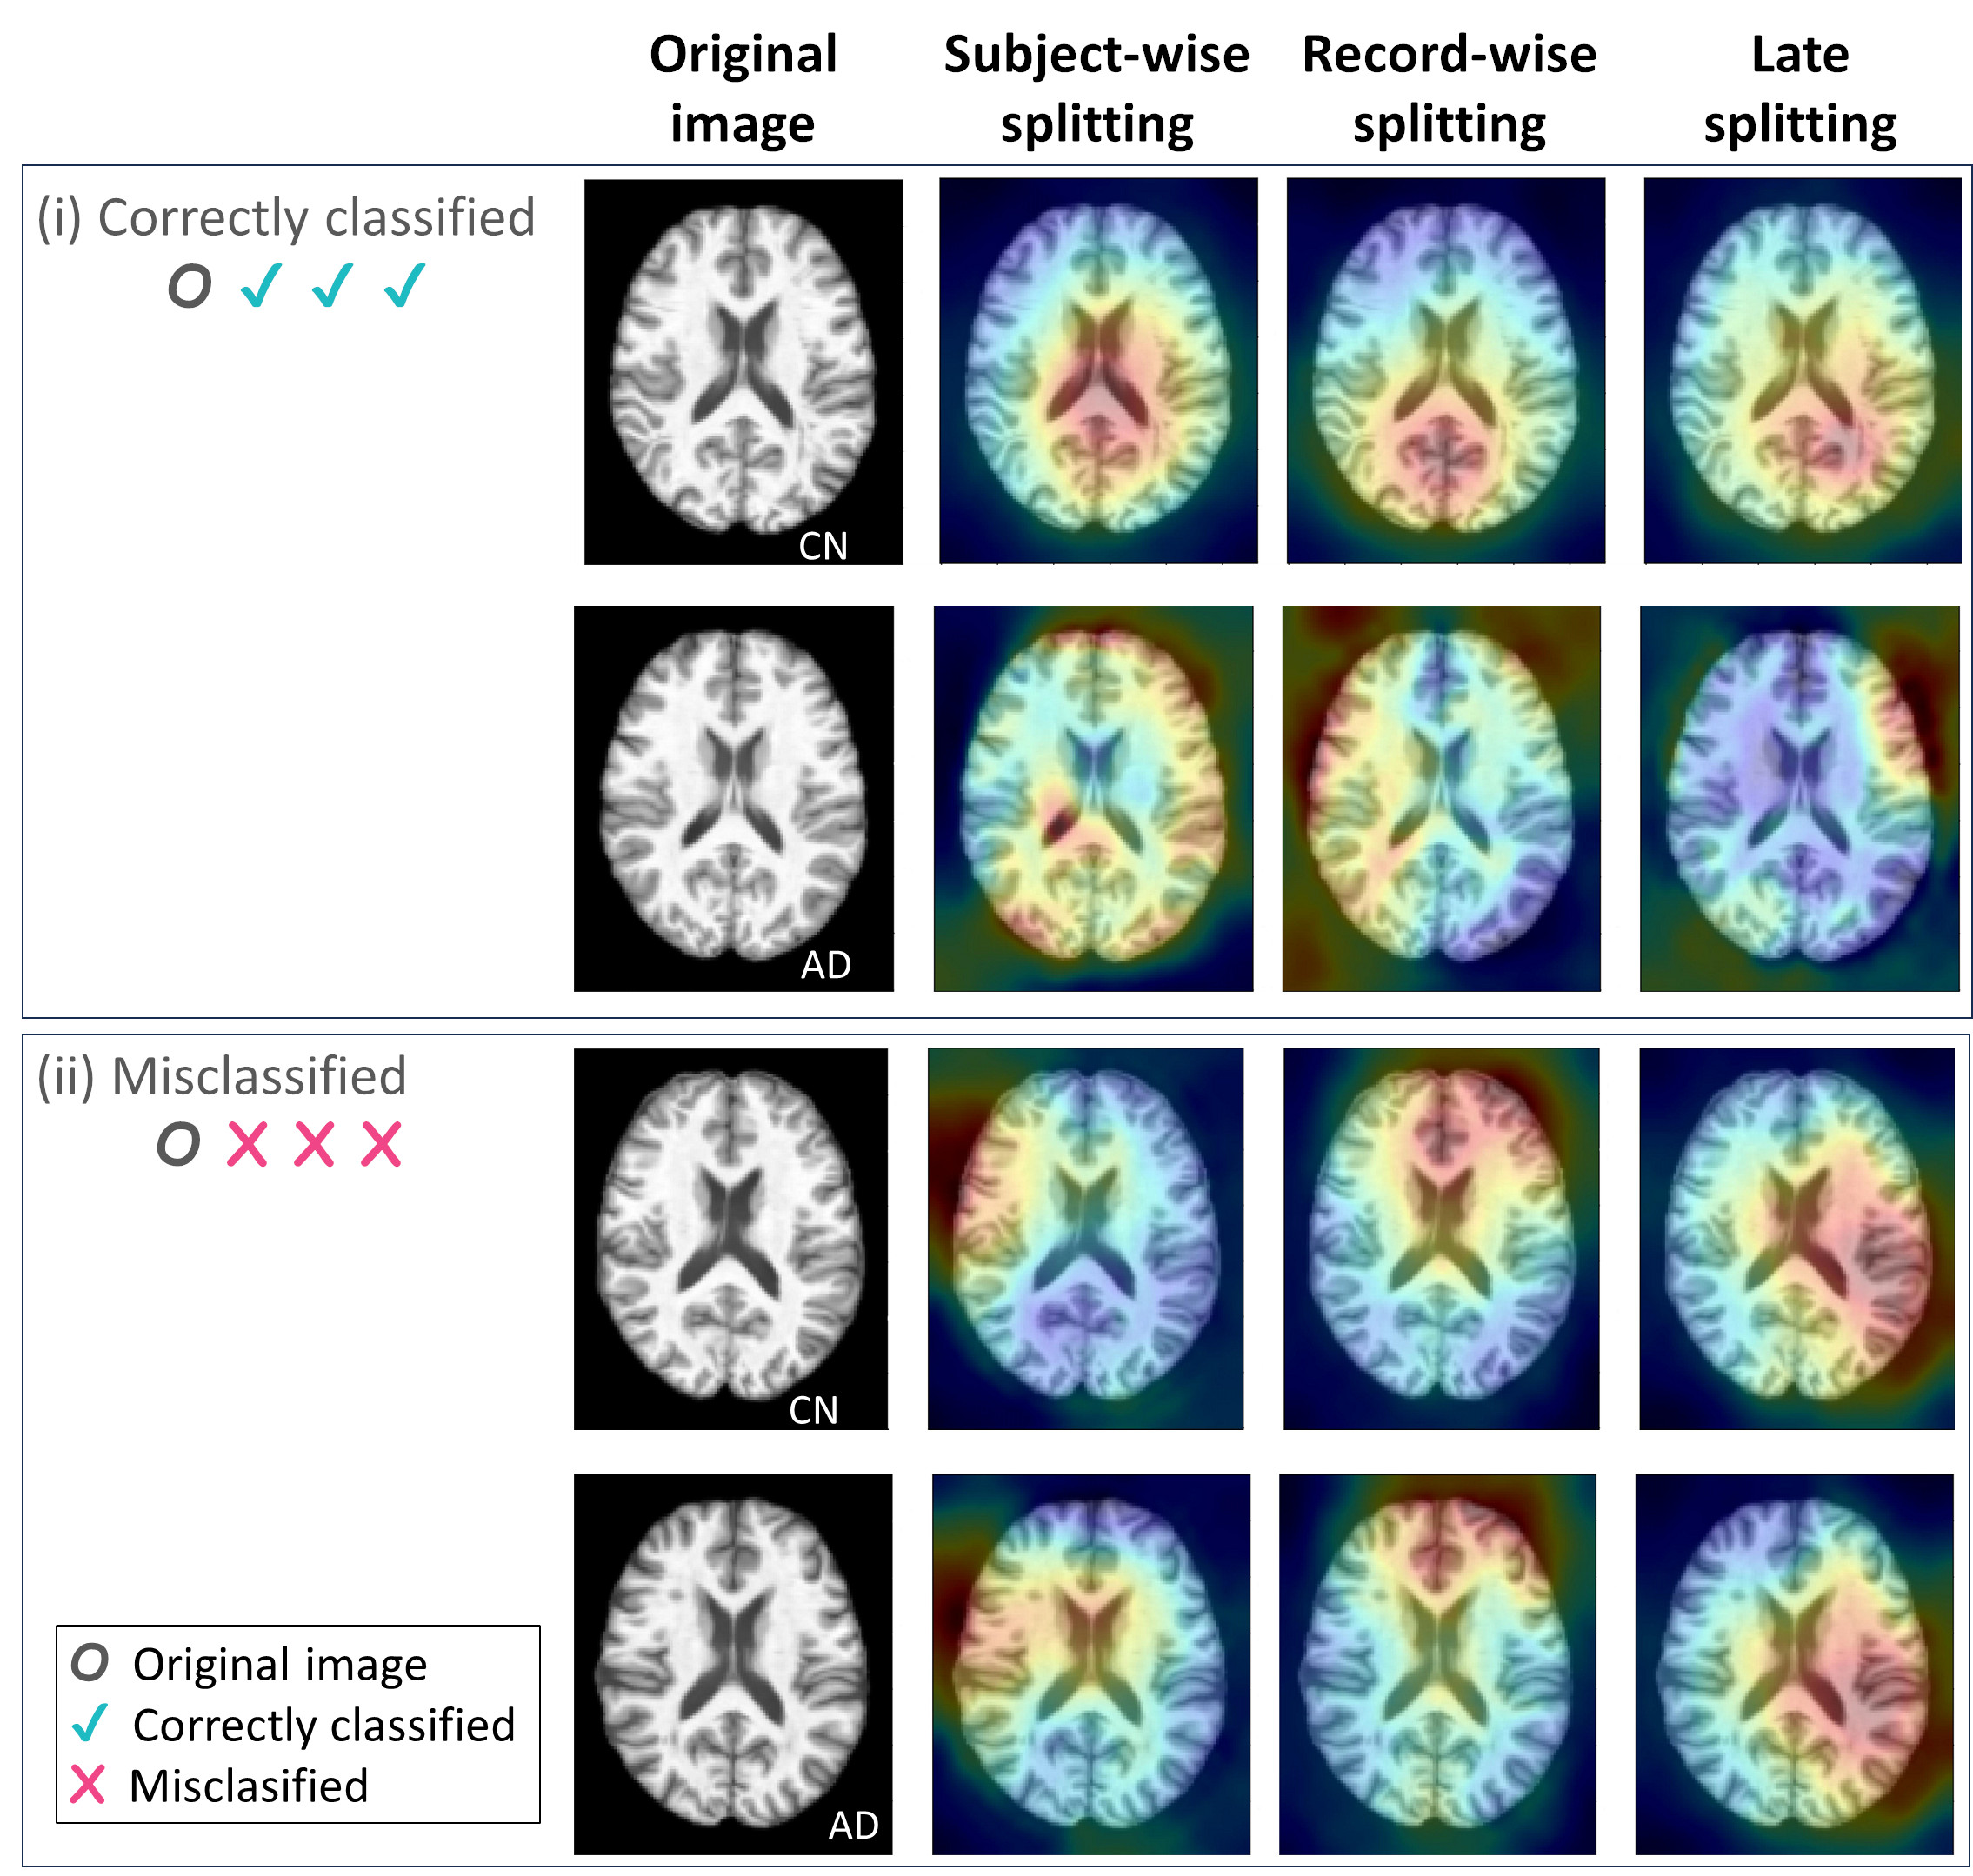 Original image
Subject-wise splitting
Record-wise splitting
Late splitting
(i) Correctly classified
O ✓ ✓ ✓
CN
AD
(ii) Misclassified
O X X X
CN
AD
O Original image
✓ Correctly classified
X Misclasified